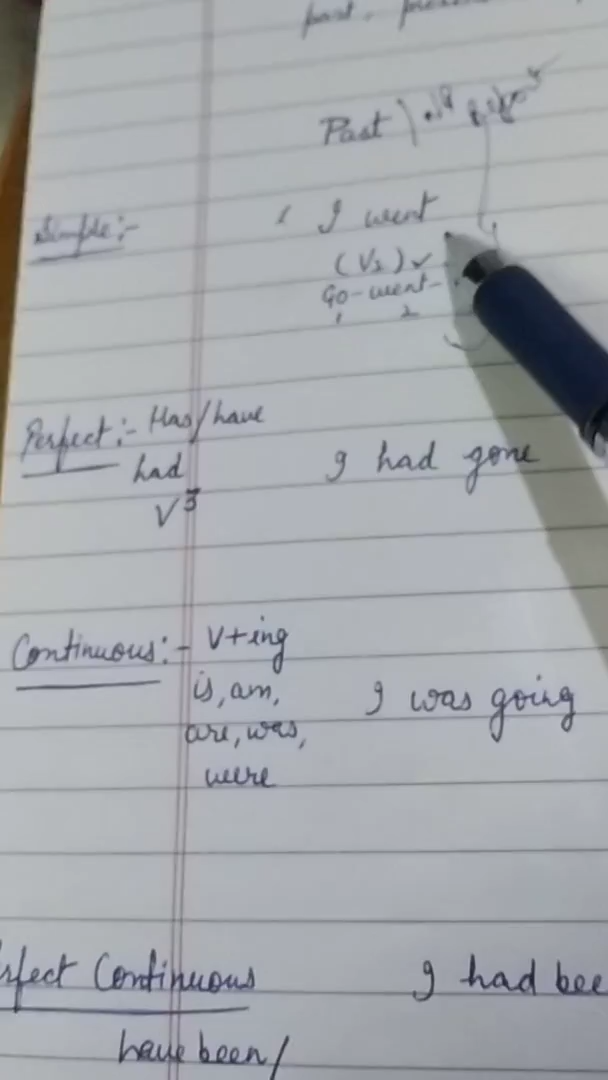 past,
Past
Simple:-
I went
(V2) ✓
Go-went-
1 2
Perfect:- Has/have
had
I had gone
V3
Continuous:- V+ing
is, am,
I was going
are, was,
were
rfect Continuous
I had bee
have been/